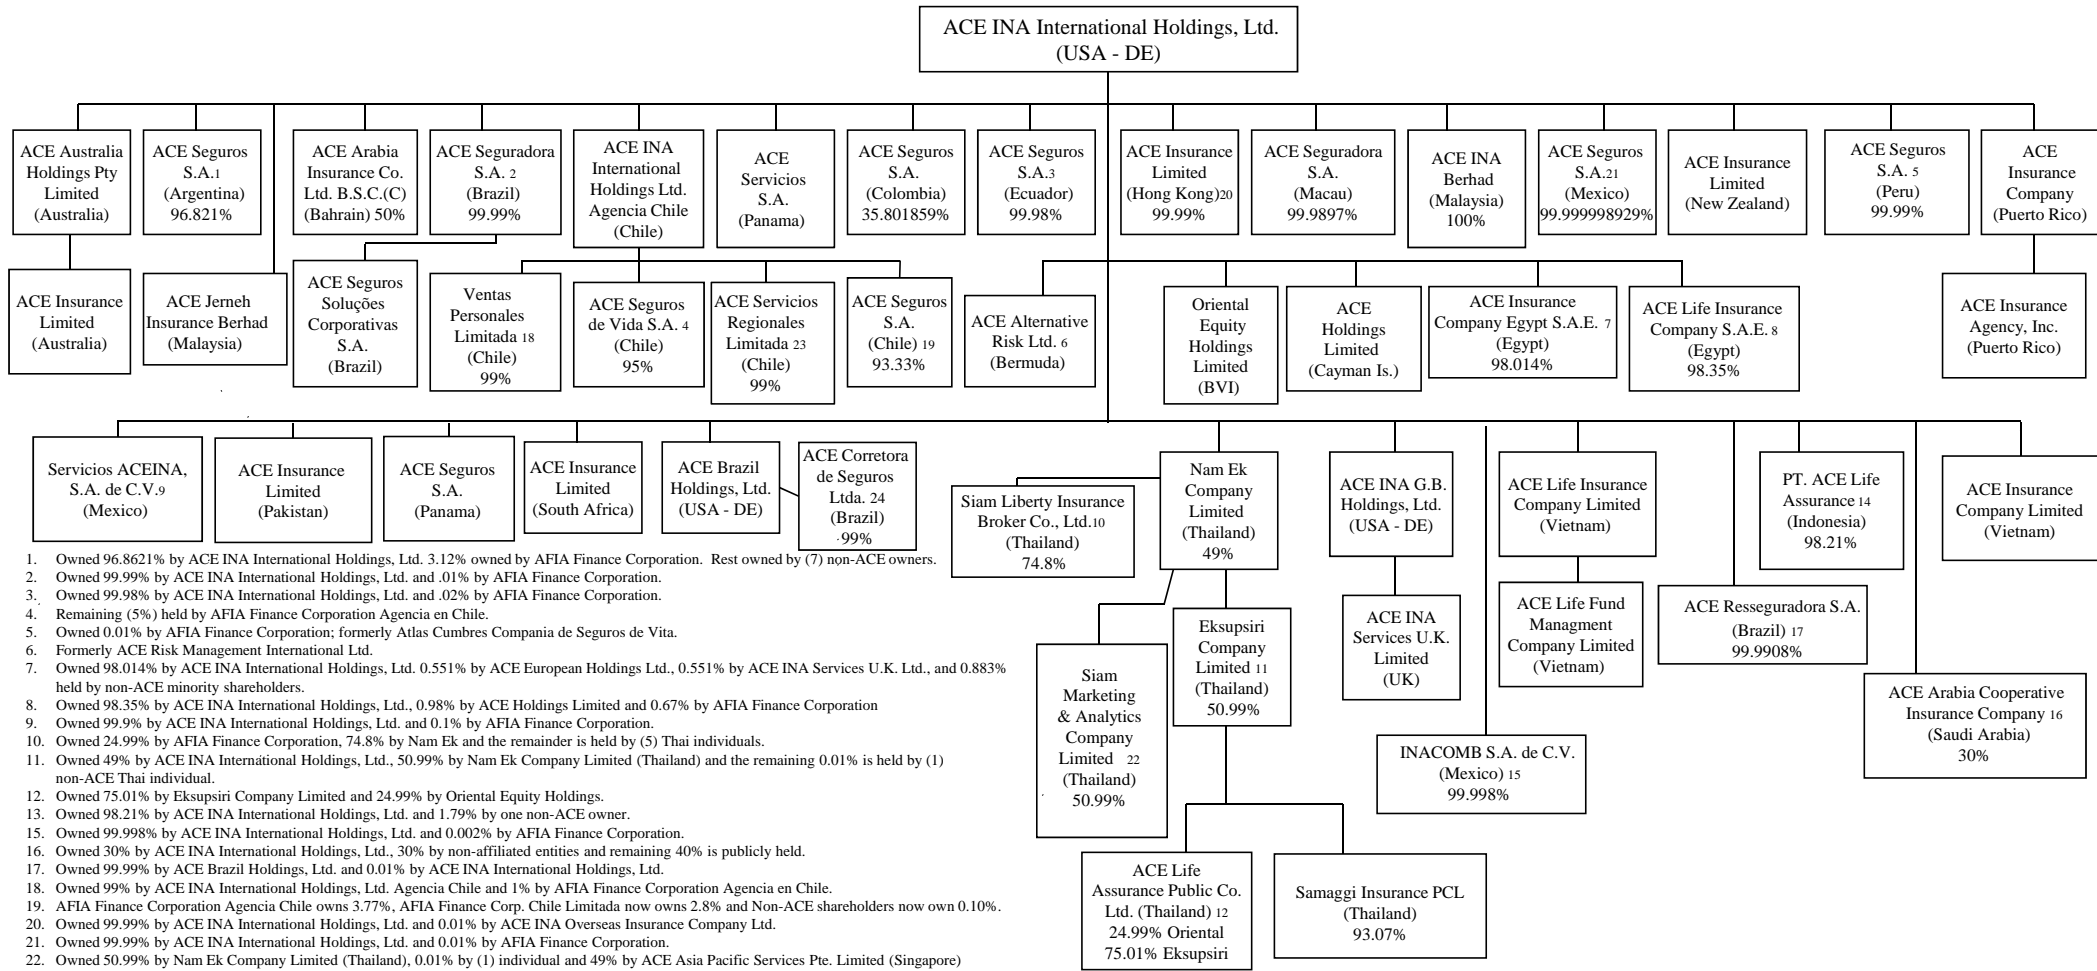 ACE INA International Holdings, Ltd.
(USA - DE)
ACE Australia
Holdings Pty
Limited
(Australia)
ACE Seguros
S.A.1
(Argentina)
96.821%
ACE Arabia
Insurance Co.
Ltd. B.S.C.(C)
(Bahrain) 50%
ACE Seguradora
S.A. 2
(Brazil)
99.99%
ACE INA
International
Holdings Ltd.
Agencia Chile
(Chile)
ACE
Servicios
S.A.
(Panama)
ACE Seguros
S.A.
(Colombia)
35.801859%
ACE Seguros
S.A.3
(Ecuador)
99.98%
ACE Insurance
Limited
(Hong Kong)20
99.99%
ACE Seguradora
S.A.
(Macau)
99.9897%
ACE INA
Berhad
(Malaysia)
100%
ACE Seguros
S.A.21
(Mexico)
99.999998929%
ACE Insurance
Limited
(New Zealand)
ACE Seguros
S.A. 5
(Peru)
99.99%
ACE
Insurance
Company
(Puerto Rico)
ACE Insurance
Limited
(Australia)
ACE Jerneh
Insurance Berhad
(Malaysia)
ACE Seguros
Soluções
Corporativas
S.A.
(Brazil)
Ventas
Personales
Limitada 18
(Chile)
99%
ACE Seguros
de Vida S.A. 4
(Chile)
95%
ACE Servicios
Regionales
Limitada 23
(Chile)
99%
ACE Seguros
S.A.
(Chile) 19
93.33%
ACE Alternative
Risk Ltd. 6
(Bermuda)
Oriental
Equity
Holdings
Limited
(BVI)
ACE
Holdings
Limited
(Cayman Is.)
ACE Insurance
Company Egypt S.A.E. 7
(Egypt)
98.014%
ACE Life Insurance
Company S.A.E. 8
(Egypt)
98.35%
ACE Insurance
Agency, Inc.
(Puerto Rico)
Servicios ACEINA,
S.A. de C.V.9
(Mexico)
ACE Insurance
Limited
(Pakistan)
ACE Seguros
S.A.
(Panama)
ACE Insurance
Limited
(South Africa)
ACE Brazil
Holdings, Ltd.
(USA - DE)
ACE Corretora
de Seguros
Ltda. 24
(Brazil)
99%
Siam Liberty Insurance
Broker Co., Ltd.10
(Thailand)
74.8%
Nam Ek
Company
Limited
(Thailand)
49%
ACE INA G.B.
Holdings, Ltd.
(USA - DE)
ACE Life Insurance
Company Limited
(Vietnam)
PT. ACE Life
Assurance 14
(Indonesia)
98.21%
ACE Insurance
Company Limited
(Vietnam)
Siam
Marketing
& Analytics
Company
Limited 22
(Thailand)
50.99%
Eksupsiri
Company
Limited 11
(Thailand)
50.99%
ACE INA
Services U.K.
Limited
(UK)
ACE Life Fund
Managment
Company Limited
(Vietnam)
ACE Resseguradora S.A.
(Brazil) 17
99.9908%
ACE Arabia Cooperative
Insurance Company 16
(Saudi Arabia)
30%
INACOMB S.A. de C.V.
(Mexico) 15
99.998%
ACE Life
Assurance Public Co.
Ltd. (Thailand) 12
24.99% Oriental
75.01% Eksupsiri
Samaggi Insurance PCL
(Thailand)
93.07%
1. Owned 96.8621% by ACE INA International Holdings, Ltd. 3.12% owned by AFIA Finance Corporation. Rest owned by (7) non-ACE owners.
2. Owned 99.99% by ACE INA International Holdings, Ltd. and .01% by AFIA Finance Corporation.
3. Owned 99.98% by ACE INA International Holdings, Ltd. and .02% by AFIA Finance Corporation.
4. Remaining (5%) held by AFIA Finance Corporation Agencia en Chile.
5. Owned 0.01% by AFIA Finance Corporation; formerly Atlas Cumbres Compania de Seguros de Vita.
6. Formerly ACE Risk Management International Ltd.
7. Owned 98.014% by ACE INA International Holdings, Ltd. 0.551% by ACE European Holdings Ltd., 0.551% by ACE INA Services U.K. Ltd., and 0.883%
held by non-ACE minority shareholders.
8. Owned 98.35% by ACE INA International Holdings, Ltd., 0.98% by ACE Holdings Limited and 0.67% by AFIA Finance Corporation
9. Owned 99.9% by ACE INA International Holdings, Ltd. and 0.1% by AFIA Finance Corporation.
10. Owned 24.99% by AFIA Finance Corporation, 74.8% by Nam Ek and the remainder is held by (5) Thai individuals.
11. Owned 49% by ACE INA International Holdings, Ltd., 50.99% by Nam Ek Company Limited (Thailand) and the remaining 0.01% is held by (1)
non-ACE Thai individual.
12. Owned 75.01% by Eksupsiri Company Limited and 24.99% by Oriental Equity Holdings.
13. Owned 98.21% by ACE INA International Holdings, Ltd. and 1.79% by one non-ACE owner.
15. Owned 99.998% by ACE INA International Holdings, Ltd. and 0.002% by AFIA Finance Corporation.
16. Owned 30% by ACE INA International Holdings, Ltd., 30% by non-affiliated entities and remaining 40% is publicly held.
17. Owned 99.99% by ACE Brazil Holdings, Ltd. and 0.01% by ACE INA International Holdings, Ltd.
18. Owned 99% by ACE INA International Holdings, Ltd. Agencia Chile and 1% by AFIA Finance Corporation Agencia en Chile.
19. AFIA Finance Corporation Agencia Chile owns 3.77%, AFIA Finance Corp. Chile Limitada now owns 2.8% and Non-ACE shareholders now own 0.10%.
20. Owned 99.99% by ACE INA International Holdings, Ltd. and 0.01% by ACE INA Overseas Insurance Company Ltd.
21. Owned 99.99% by ACE INA International Holdings, Ltd. and 0.01% by AFIA Finance Corporation.
22. Owned 50.99% by Nam Ek Company Limited (Thailand), 0.01% by (1) individual and 49% by ACE Asia Pacific Services Pte. Limited (Singapore)